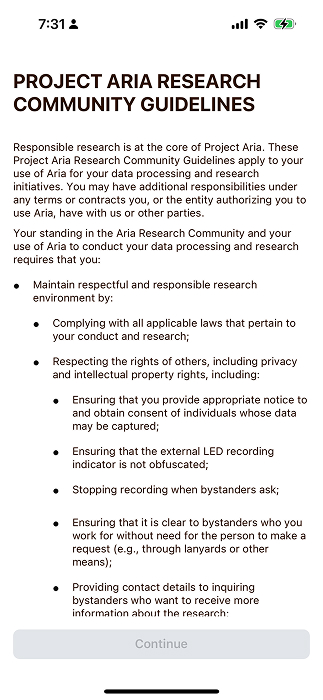 7:31
PROJECT ARIA RESEARCH
COMMUNITY GUIDELINES
Responsible research is at the core of Project Aria. These
Project Aria Research Community Guidelines apply to your
use of Aria for your data processing and research
initiatives. You may have additional responsibilities under
any terms or contracts you, or the entity authorizing you to
use Aria, have with us or other parties.
Your standing in the Aria Research Community and your
use of Aria to conduct your data processing and research
requires that you:
• Maintain respectful and responsible research
environment by:
• Complying with all applicable laws that pertain to
your conduct and research;
• Respecting the rights of others, including privacy
and intellectual property rights, including:
• Ensuring that you provide appropriate notice to
and obtain consent of individuals whose data
may be captured;
• Ensuring that the external LED recording
indicator is not obfuscated;
• Stopping recording when bystanders ask;
• Ensuring that it is clear to bystanders who you
work for without need for the person to make a
request (e.g., through lanyards or other
means);
• Providing contact details to inquiring
bystanders who want to receive more
information about the research;
Continue